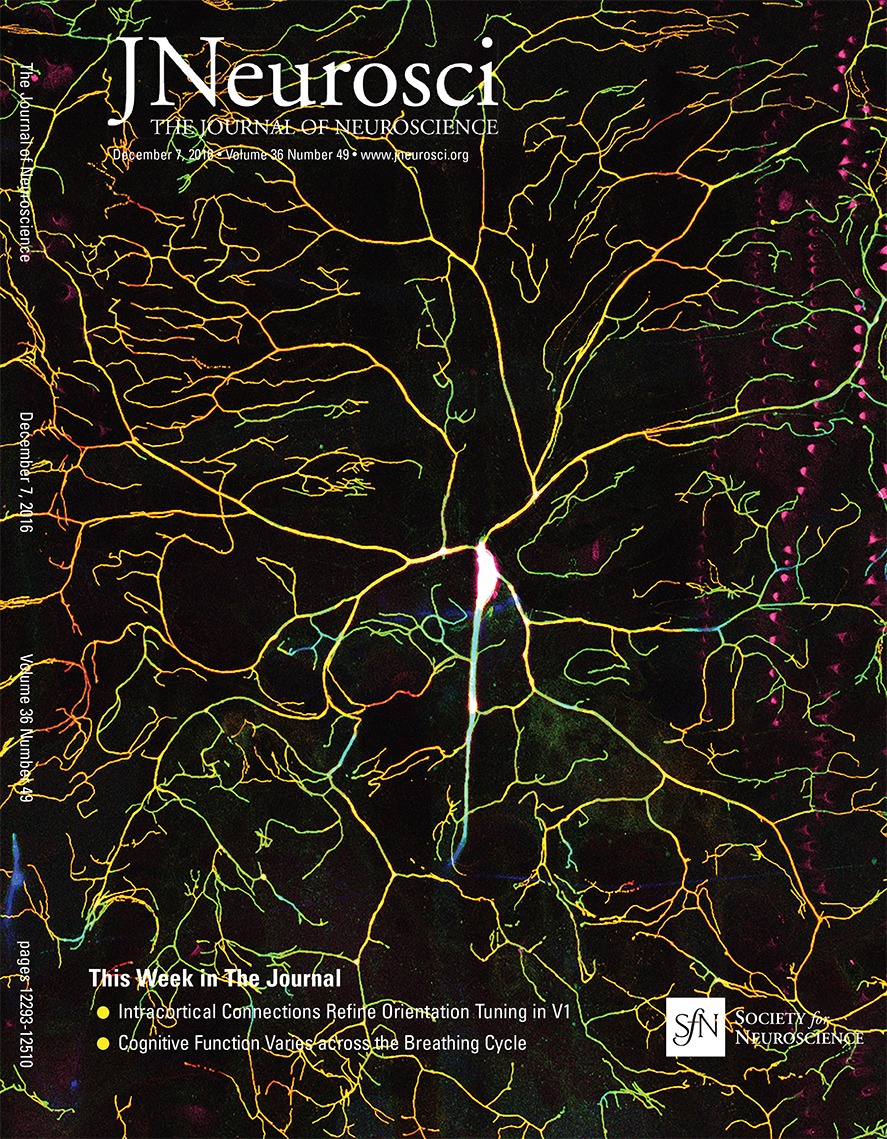 JNeurosci
THE JOURNAL OF NEUROSCIENCE
December 7, 2016 • Volume 36 Number 49 • www.jneurosci.org
The Journal of Neuroscience
December 7, 2016
Volume 36 Number 49
pages 12293-12510
This Week in The Journal
● Intracortical Connections Refine Orientation Tuning in V1
● Cognitive Function Varies across the Breathing Cycle
SfN
SOCIETY for
NEUROSCIENCE